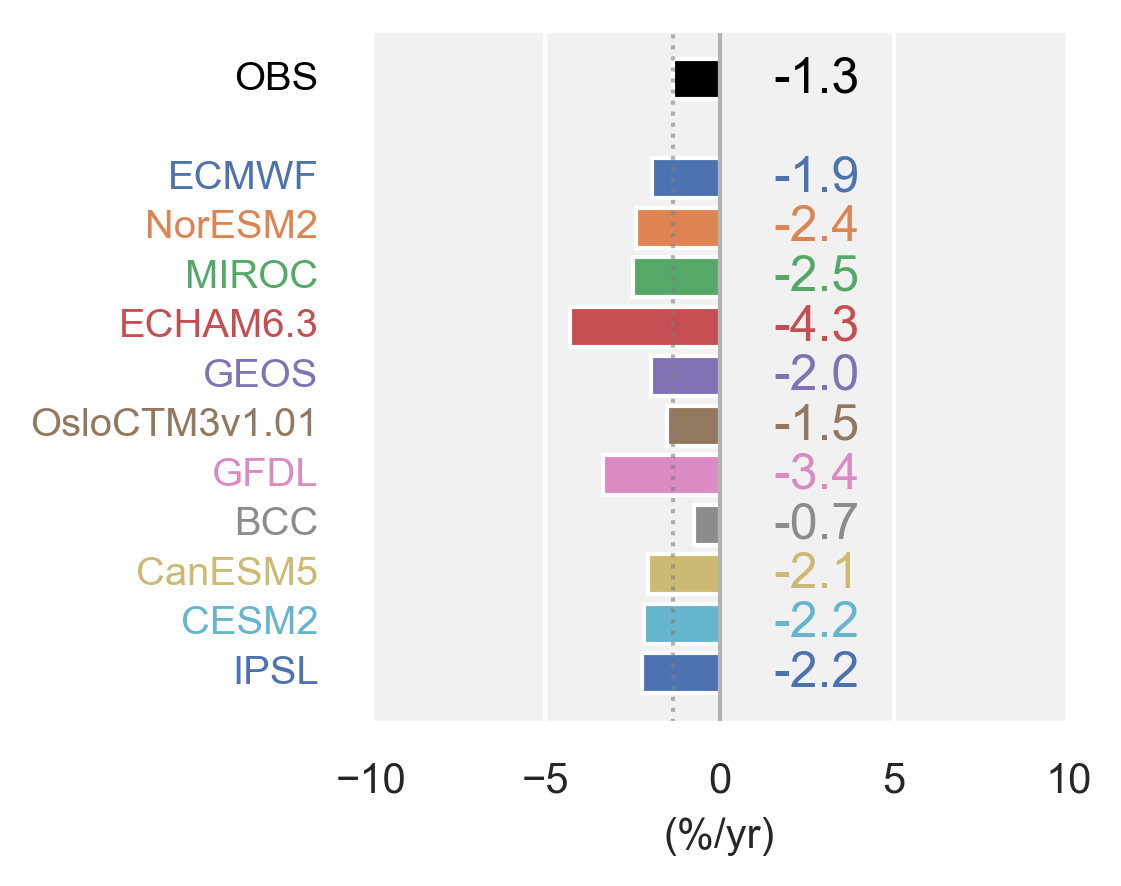 OBS -1.3
ECMWF -1.9
NorESM2 -2.4
MIROC -2.5
ECHAM6.3 -4.3
GEOS -2.0
OsloCTM3v1.01 -1.5
GFDL -3.4
BCC -0.7
CanESM5 -2.1
CESM2 -2.2
IPSL -2.2
−10 −5 0 5 10
(%/yr)